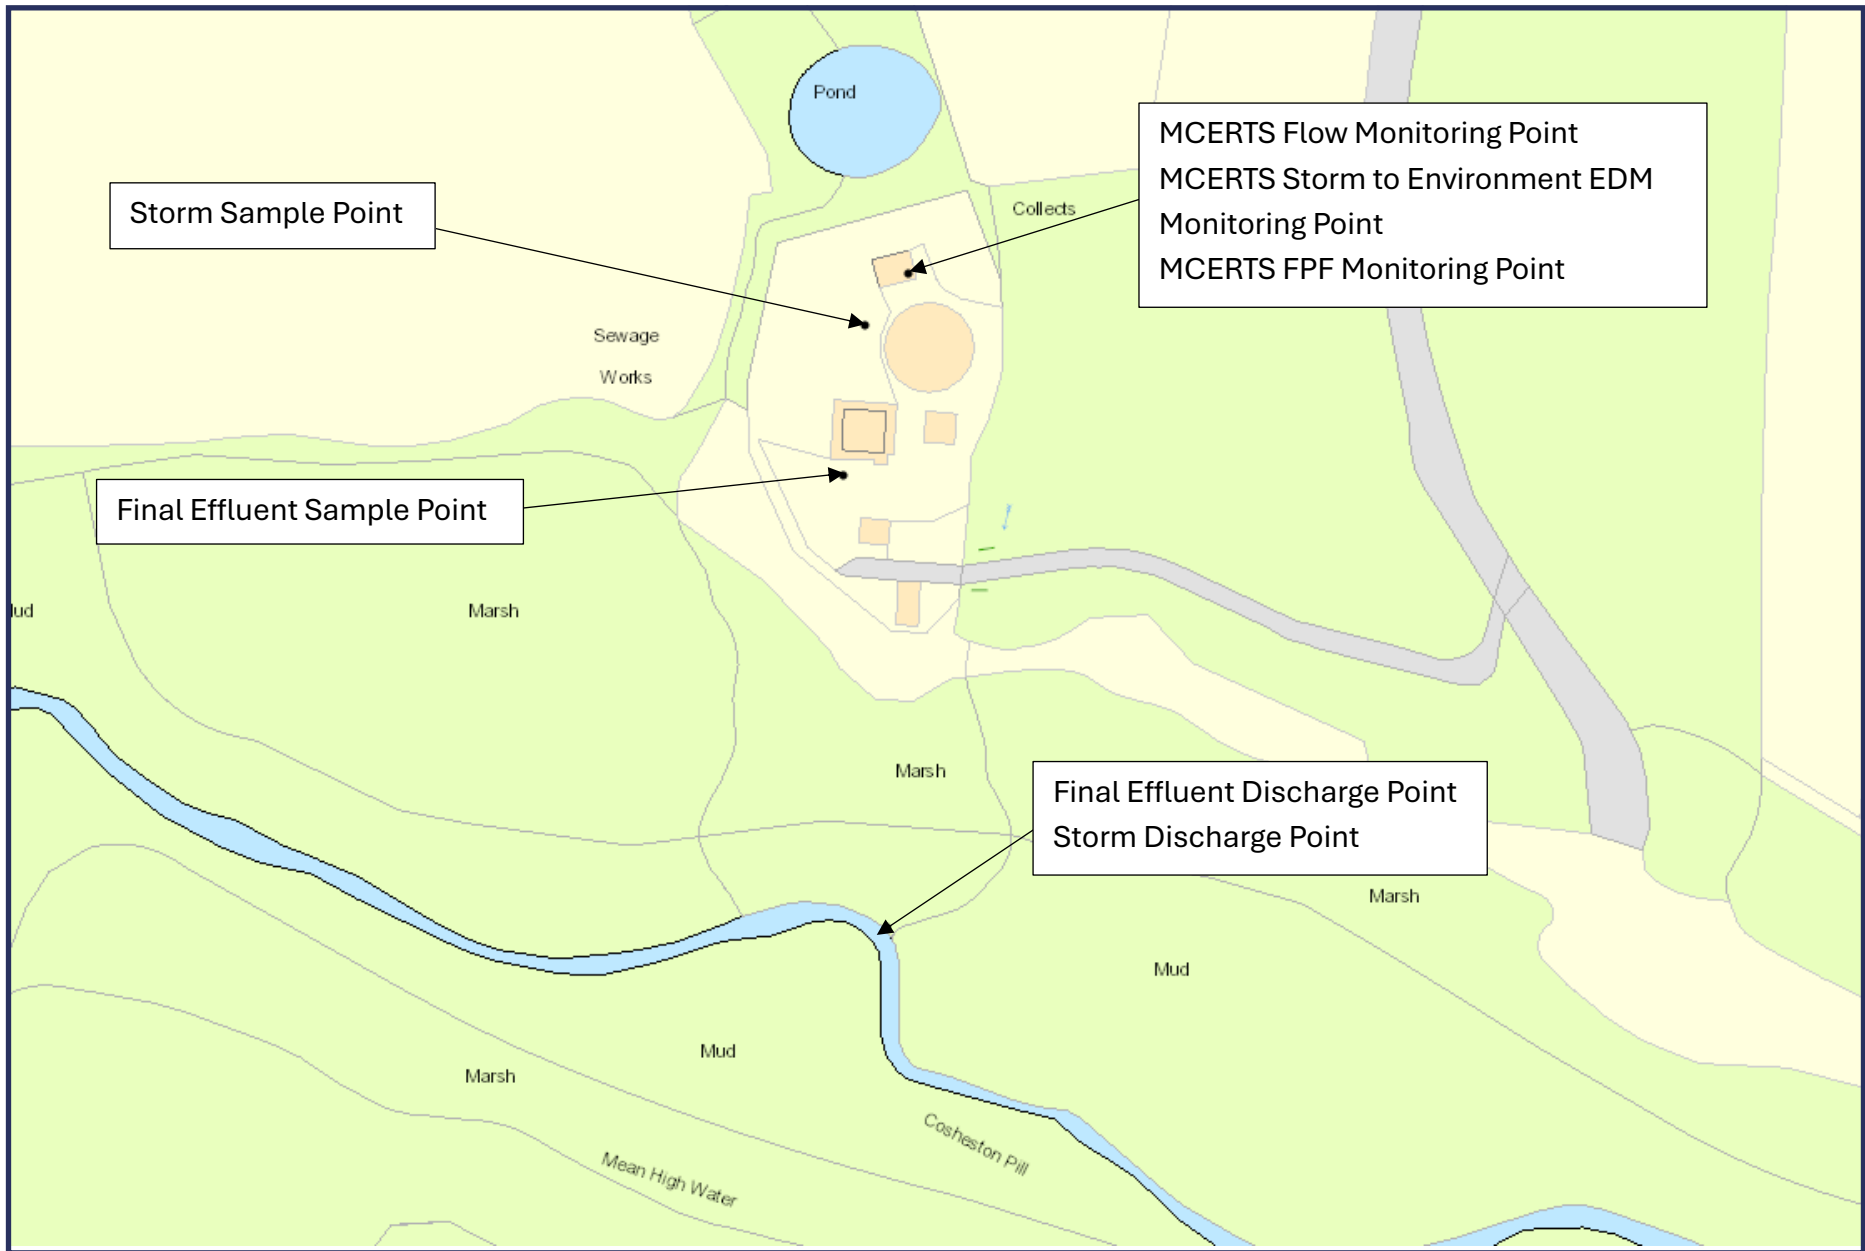 Pond
MCERTS Flow Monitoring Point
MCERTS Storm to Environment EDM
Monitoring Point
MCERTS FPF Monitoring Point
Storm Sample Point
Collects
Sewage
Works
Final Effluent Sample Point
Marsh
Marsh
Final Effluent Discharge Point
Storm Discharge Point
Marsh
Mud
Mud
Marsh
Cosheston Pill
Mean High Water